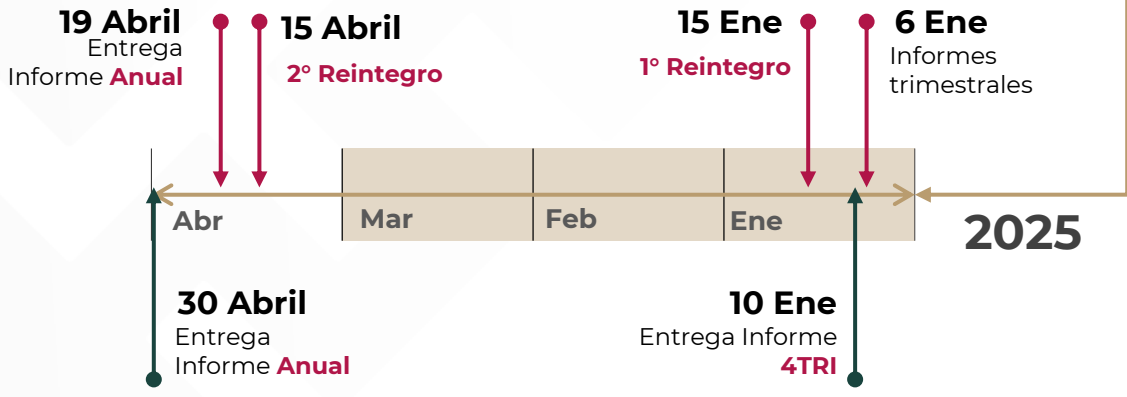 19 Abril
Entrega
Informe Anual
15 Abril
2° Reintegro
15 Ene
1° Reintegro
6 Ene
Informes
trimestrales
Abr
Mar
Feb
Ene
2025
30 Abril
Entrega
Informe Anual
10 Ene
Entrega Informe
4TRI